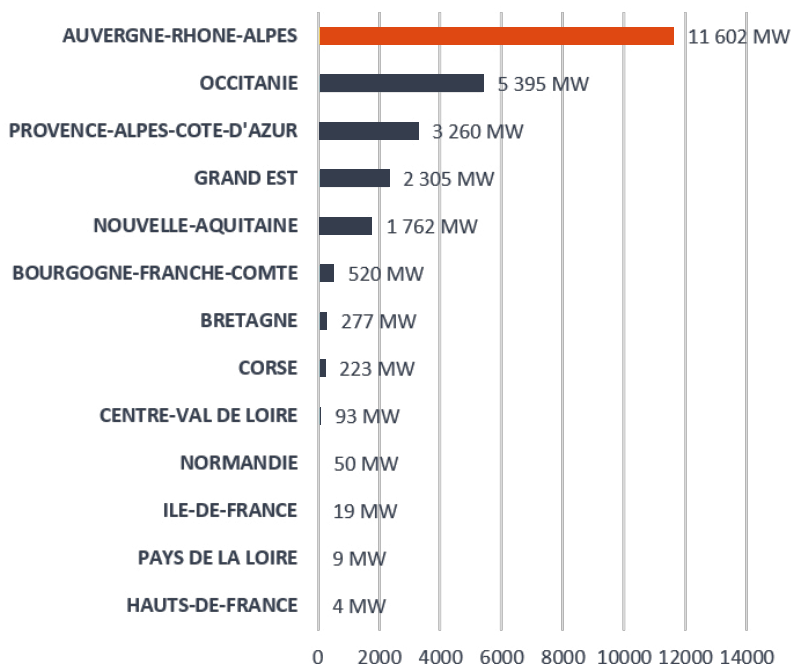 AUVERGNE-RHONE-ALPES 11 602 MW
OCCITANIE 5 395 MW
PROVENCE-ALPES-COTE-D'AZUR 3 260 MW
GRAND EST 2 305 MW
NOUVELLE-AQUITAINE 1 762 MW
BOURGOGNE-FRANCHE-COMTE 520 MW
BRETAGNE 277 MW
CORSE 223 MW
CENTRE-VAL DE LOIRE 93 MW
NORMANDIE 50 MW
ILE-DE-FRANCE 19 MW
PAYS DE LA LOIRE 9 MW
HAUTS-DE-FRANCE 4 MW
0 2000 4000 6000 8000 10000 12000 14000